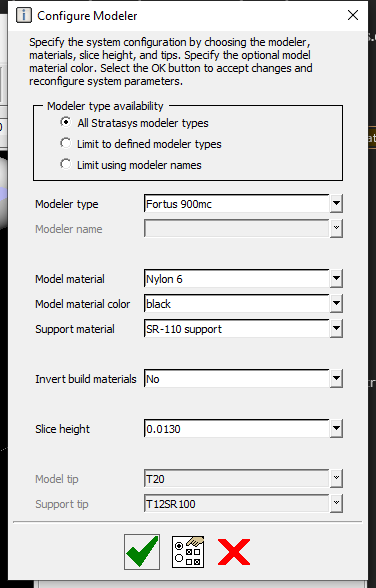 Configure Modeler
Specify the system configuration by choosing the modeler,
materials, slice height, and tips. Specify the optional model
material color. Select the OK button to accept changes and
reconfigure system parameters.
Modeler type availability
All Stratasys modeler types
Limit to defined modeler types
Limit using modeler names
Modeler type Fortus 900mc
Modeler name
Model material Nylon 6
Model material color black
Support material SR-110 support
Invert build materials No
Slice height 0.0130
Model tip T20
Support tip T12SR100